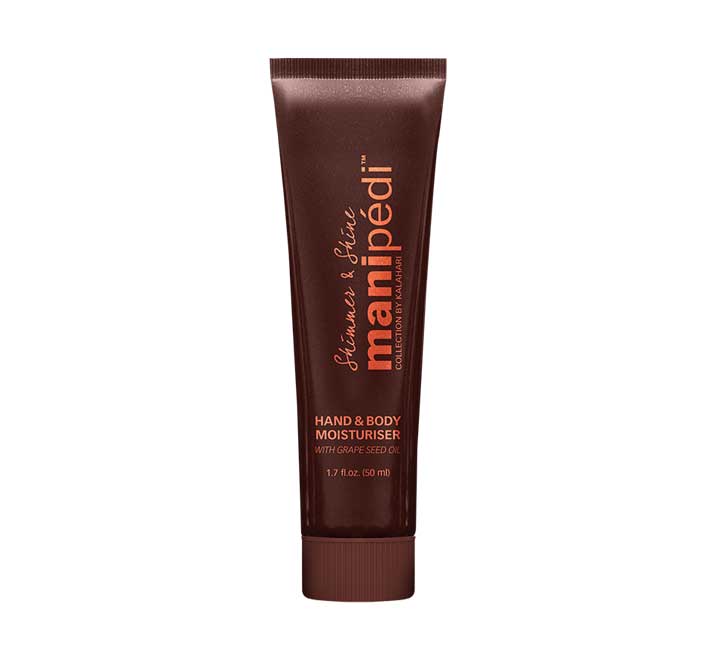 Shimmer & Shine
manipédi™
COLLECTION BY KALAHARI
HAND & BODY
MOISTURISER
WITH GRAPE SEED OIL
1.7 fl.oz. (50 ml)